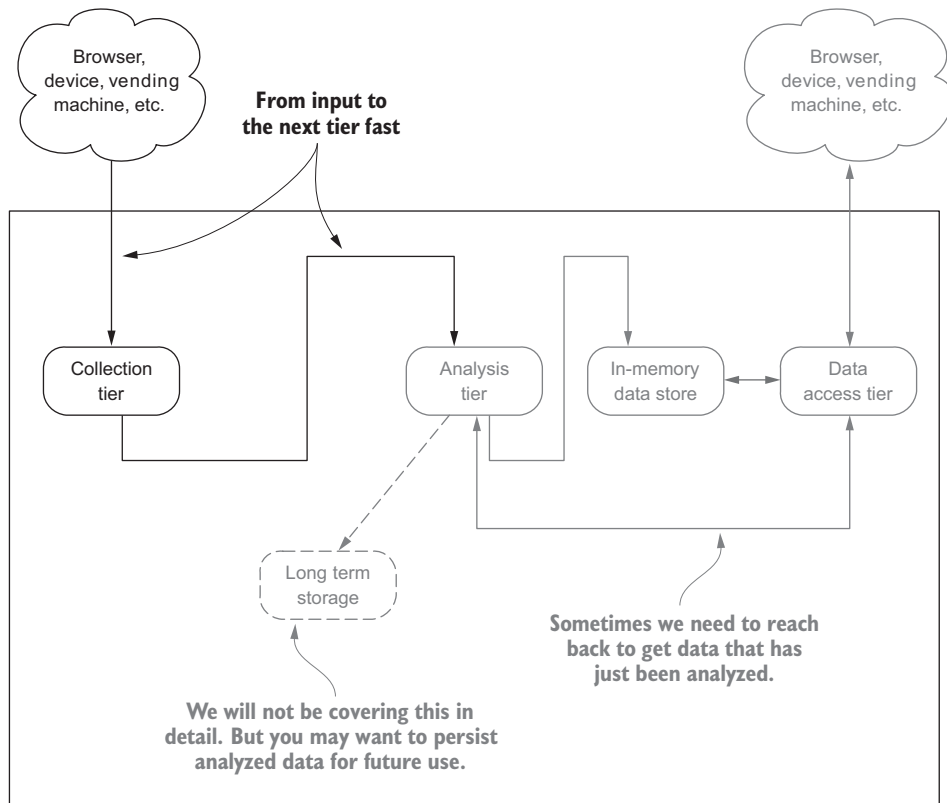 Browser,
device, vending
machine, etc.
Browser,
device, vending
machine, etc.
From input to
the next tier fast
Collection
tier
Analysis
tier
In-memory
data store
Data
access tier
Long term
storage
Sometimes we need to reach
back to get data that has
just been analyzed.
We will not be covering this in
detail. But you may want to persist
analyzed data for future use.